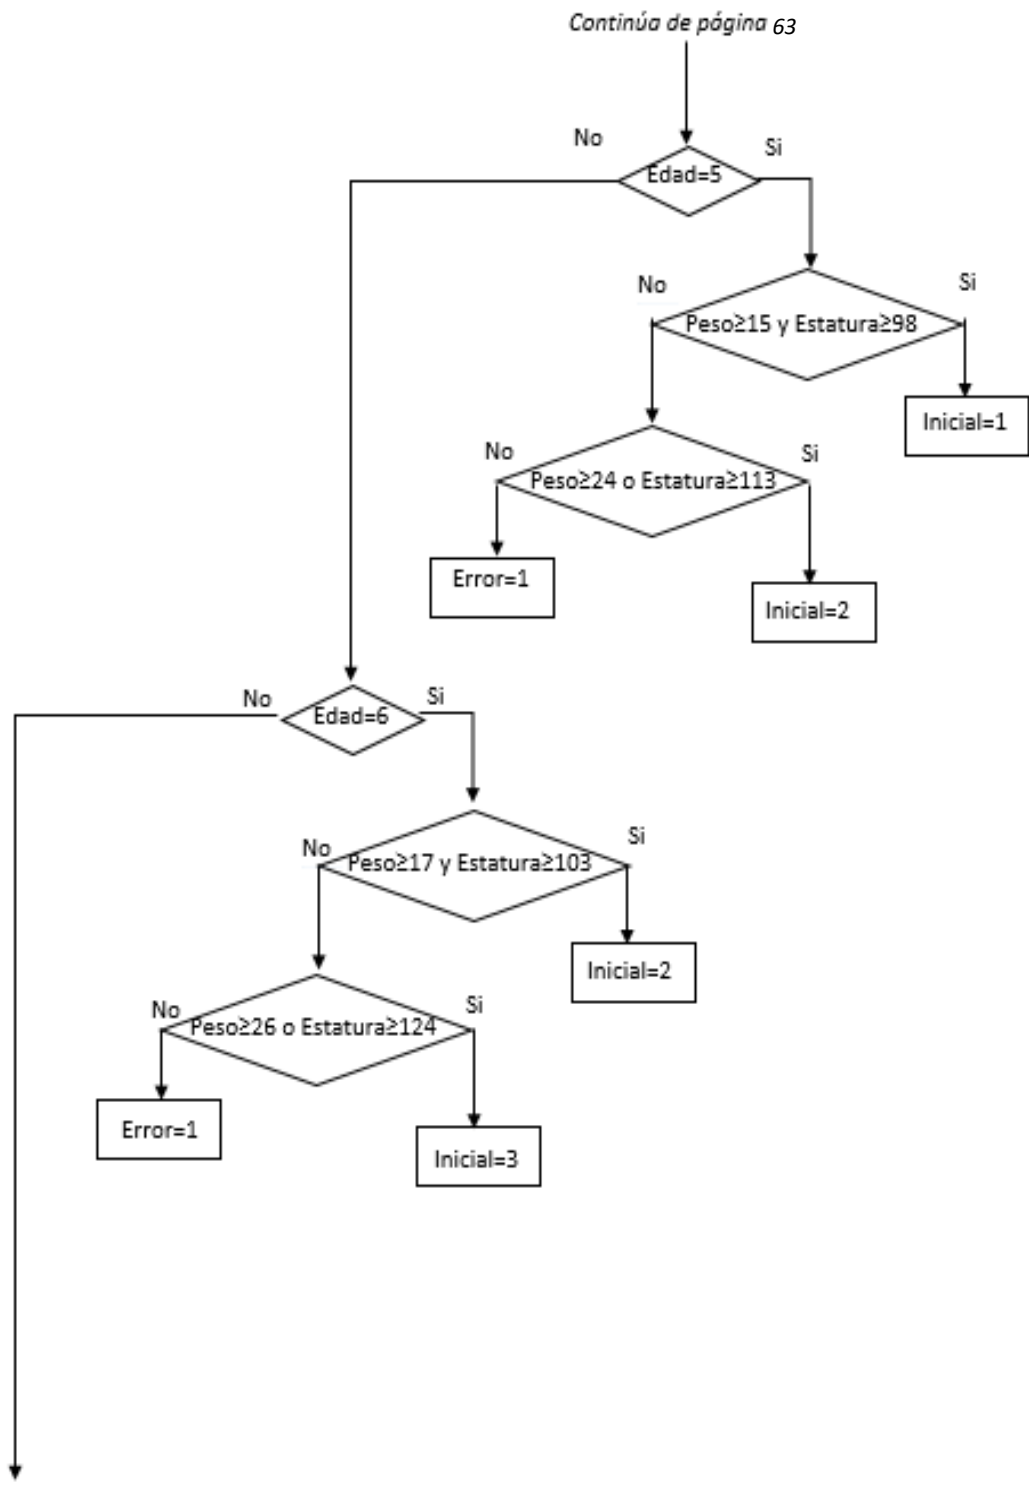 Continúa de página 63
No
Si
Edad=5
No
Si
Peso≥15 y Estatura≥98
Inicial=1
No
Si
Peso≥24 o Estatura≥113
Error=1
Inicial=2
No
Si
Edad=6
No
Si
Peso≥17 y Estatura≥103
Inicial=2
No
Si
Peso≥26 o Estatura≥124
Error=1
Inicial=3